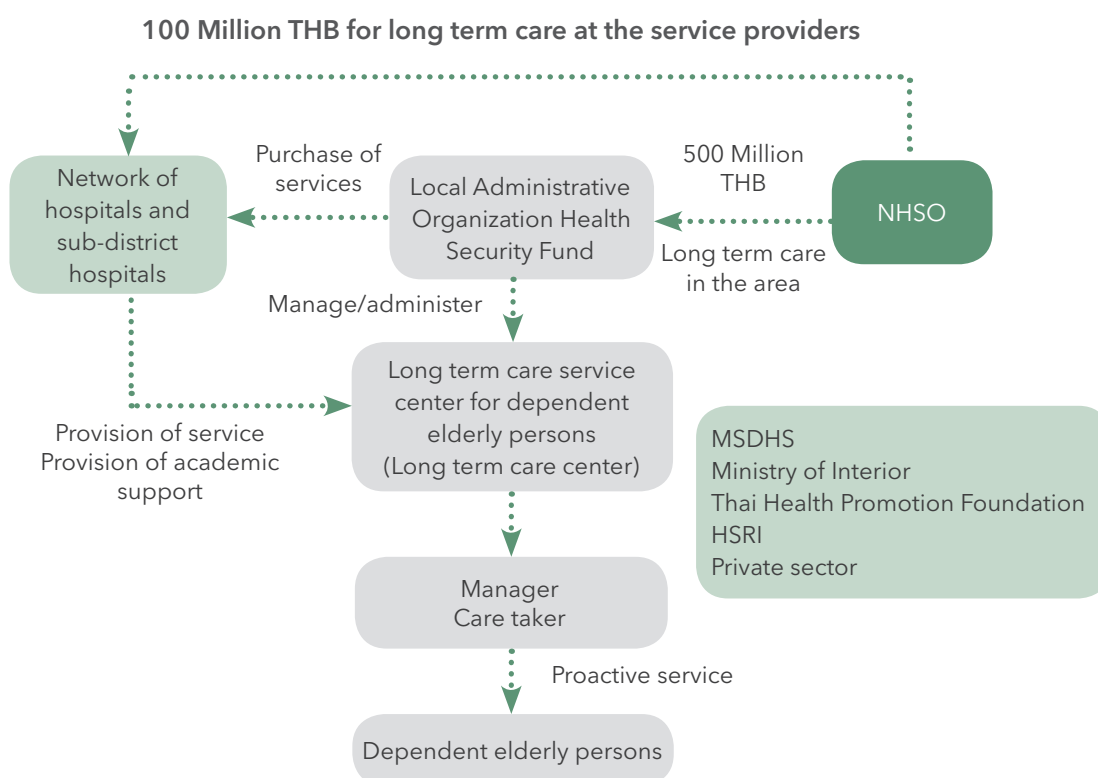 100 Million THB for long term care at the service providers
Network of
hospitals and
sub-district
hospitals
Purchase of
services
Local Administrative
Organization Health
Security Fund
500 Million
THB
Long term care
in the area
NHSO
Manage/administer
Long term care service
center for dependent
elderly persons
(Long term care center)
Provision of service
Provision of academic
support
MSDHS
Ministry of Interior
Thai Health Promotion Foundation
HSRI
Private sector
Manager
Care taker
Proactive service
Dependent elderly persons